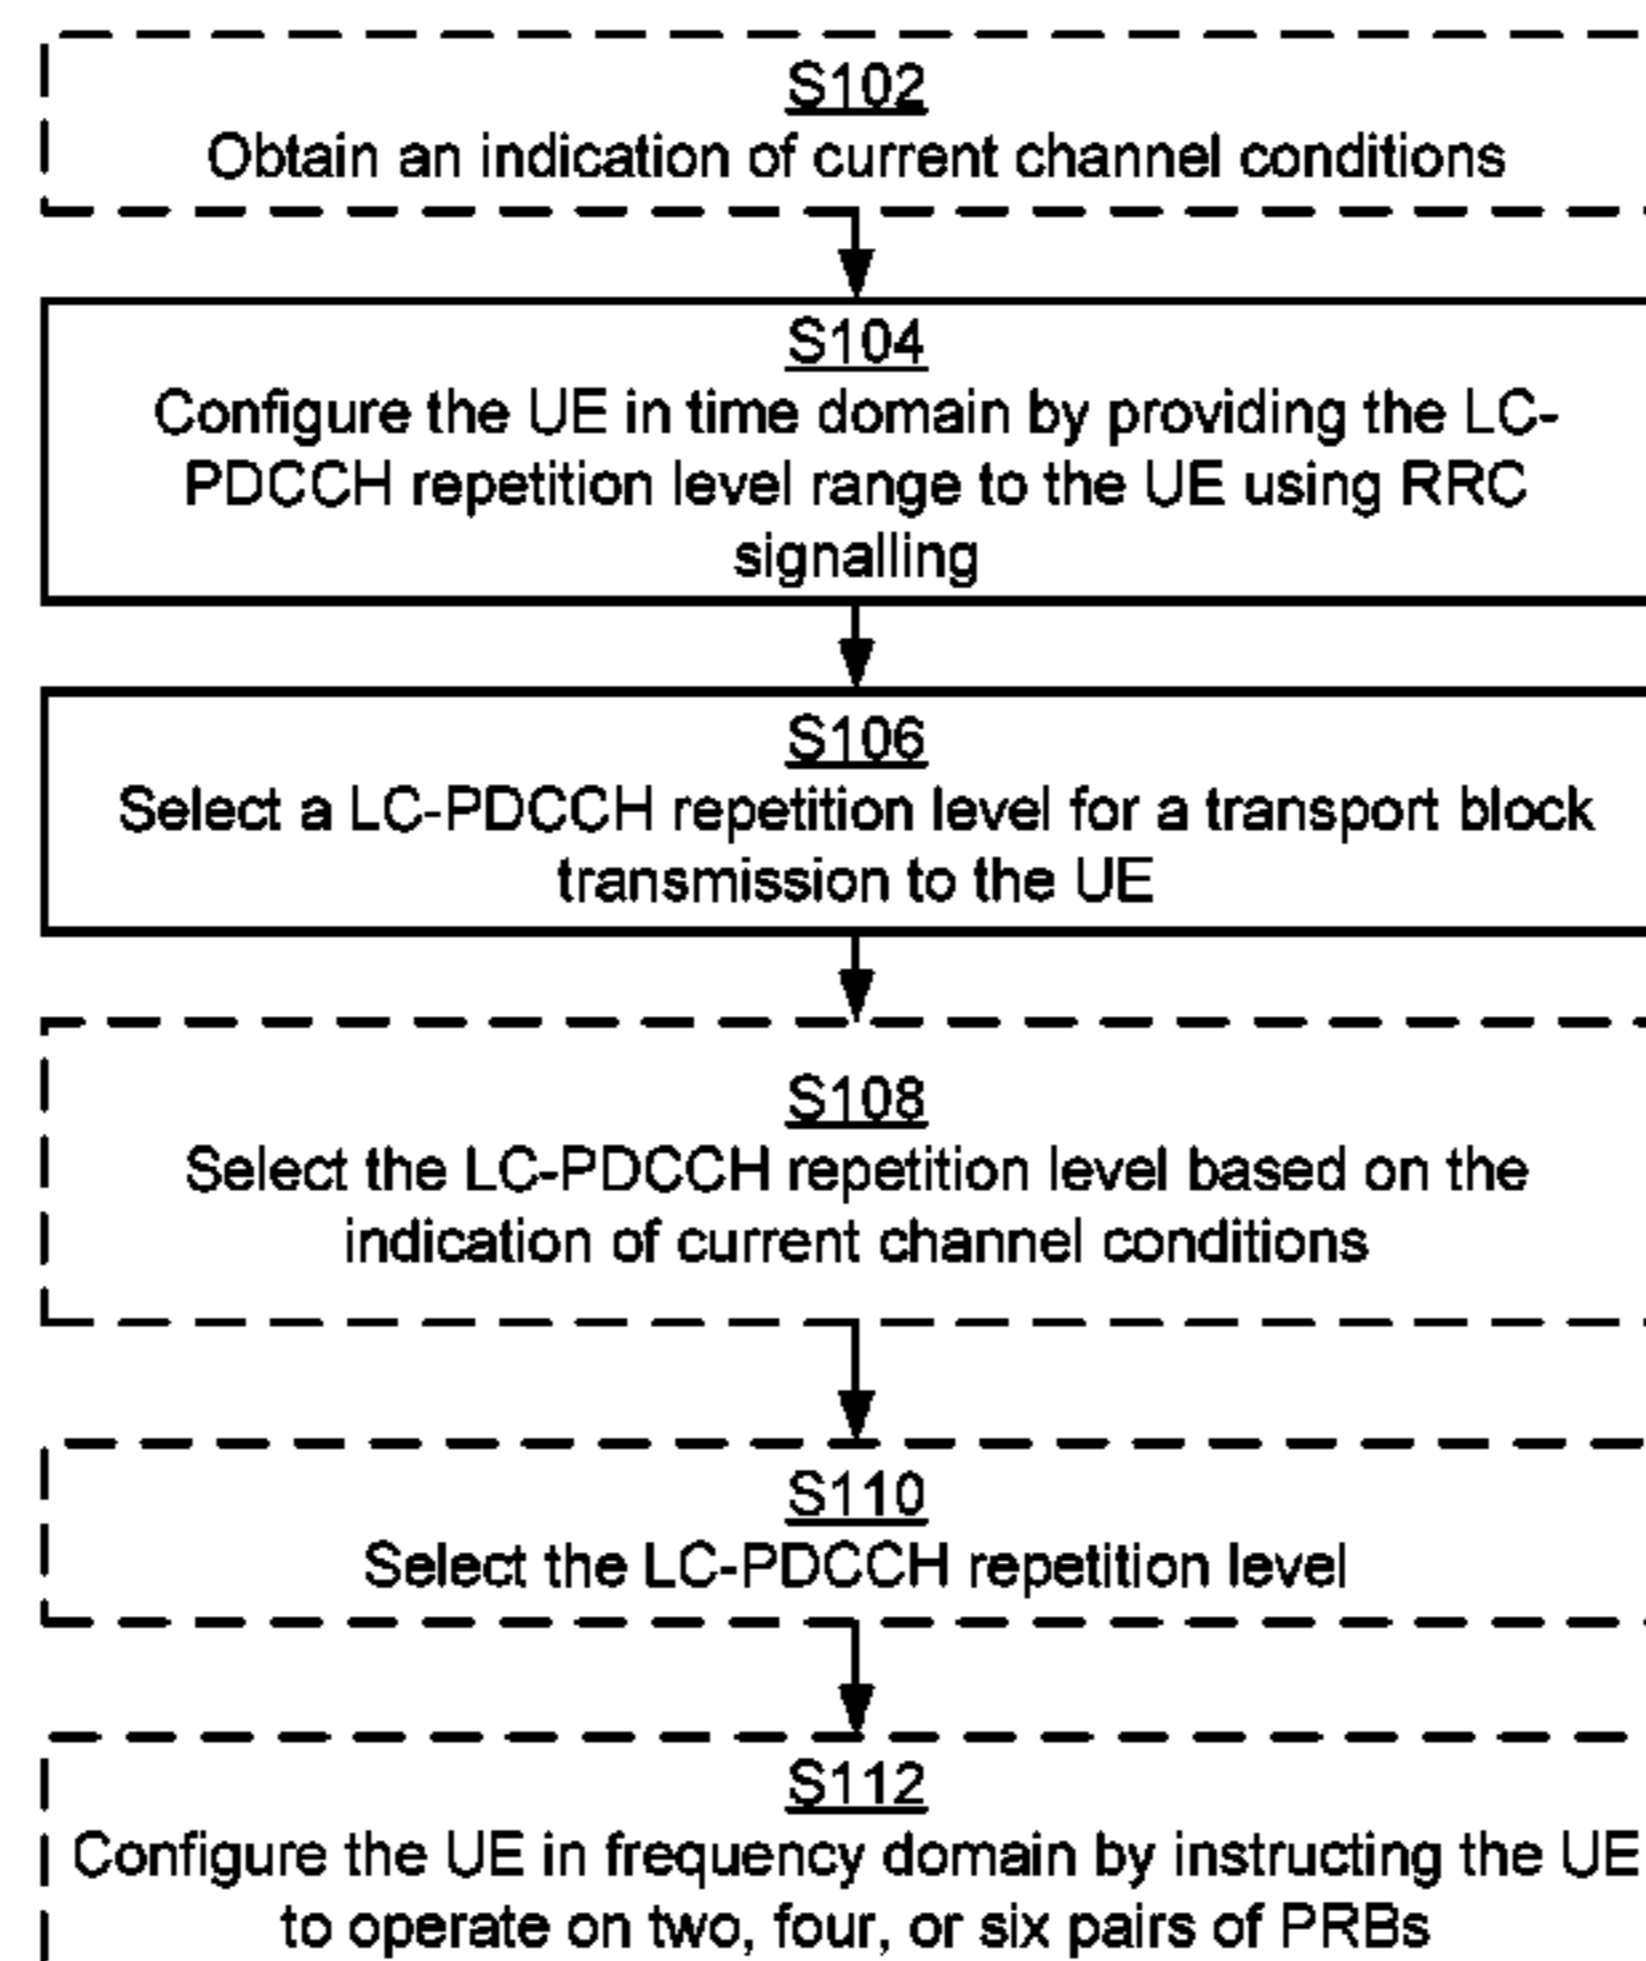 S102
Obtain an indication of current channel conditions
S104
Configure the UE in time domain by providing the LC-
PDCCH repetition level range to the UE using RRC
signalling
S106
Select a LC-PDCCH repetition level for a transport block
transmission to the UE
S108
Select the LC-PDCCH repetition level based on the
indication of current channel conditions
S110
Select the LC-PDCCH repetition level
S112
Configure the UE in frequency domain by instructing the UE
to operate on two, four, or six pairs of PRBs